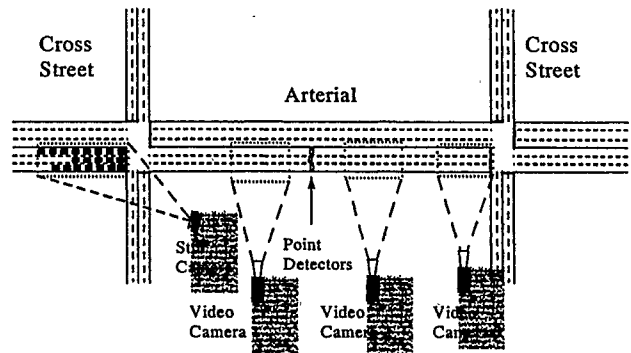 Cross
Street
Cross
Street
Arterial
Point
Detectors
Video
Camera
Video
Video